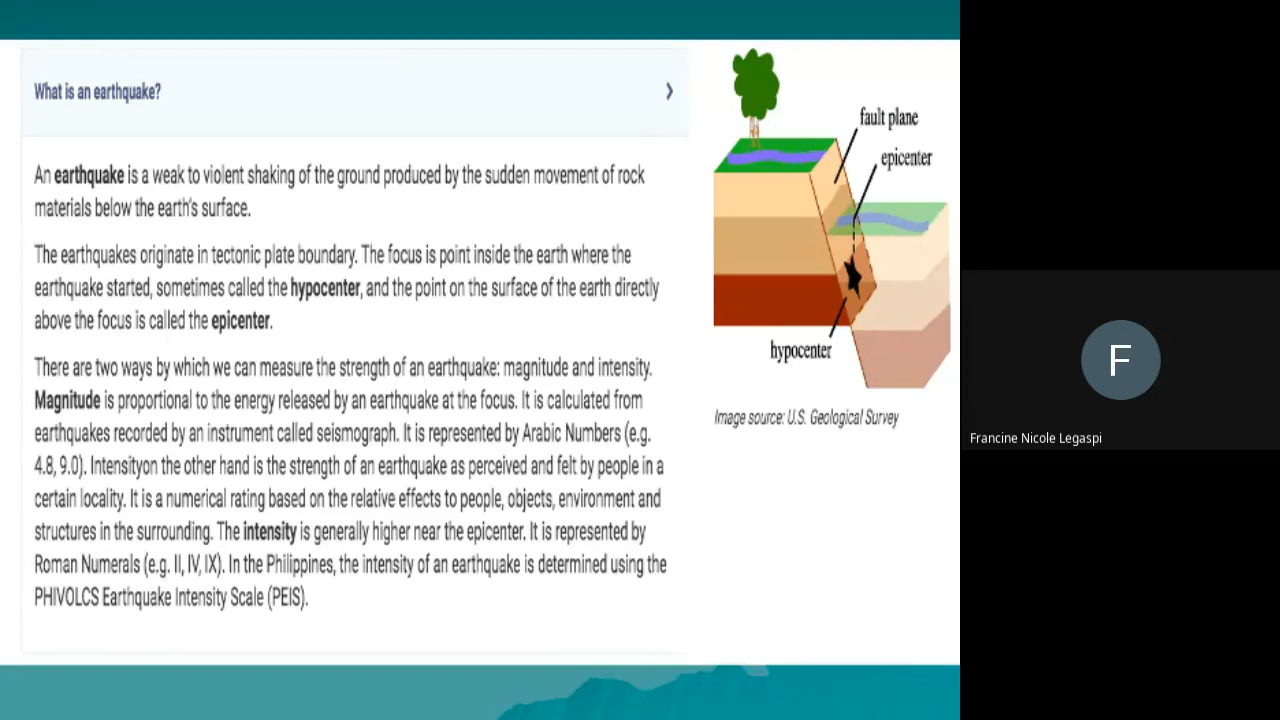 What is an earthquake?
An earthquake is a weak to violent shaking of the ground produced by the sudden movement of rock
materials below the earth's surface.
The earthquakes originate in tectonic plate boundary. The focus is point inside the earth where the
earthquake started, sometimes called the hypocenter, and the point on the surface of the earth directly
above the focus is called the epicenter.
There are two ways by which we can measure the strength of an earthquake: magnitude and intensity.
Magnitude is proportional to the energy released by an earthquake at the focus. It is calculated from
earthquakes recorded by an instrument called seismograph. It is represented by Arabic Numbers (e.g.
4.8, 9.0). Intensityon the other hand is the strength of an earthquake as perceived and felt by people in a
certain locality. It is a numerical rating based on the relative effects to people, objects, environment and
structures in the surrounding. The intensity is generally higher near the epicenter. It is represented by
Roman Numerals (e.g. II, IV, IX). In the Philippines, the intensity of an earthquake is determined using the
PHIVOLCS Earthquake Intensity Scale (PEIS).
fault plane
epicenter
hypocenter
Image source: U.S. Geological Survey
F
Francine Nicole Legaspi